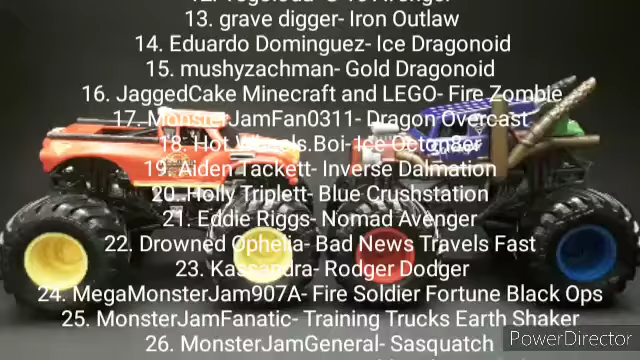 13. grave digger- Iron Outlaw
14. Eduardo Dominguez- Ice Dragonoid
15. mushyzachman- Gold Dragonoid
16. JaggedCake Minecraft and LEGO- Fire Zombie
17. MonsterJamFan0311- Dragon Overcast
18. Hot Wheels.Boi- Ice Octon8er
19. Aiden Tackett- Inverse Dalmation
20. Holly Triplett- Blue Crushstation
21. Eddie Riggs- Nomad Avenger
22. Drowned Ophelia- Bad News Travels Fast
23. Kassandra- Rodger Dodger
24. MegaMonsterJam907A- Fire Soldier Fortune Black Ops
25. MonsterJamFanatic- Training Trucks Earth Shaker
26. MonsterJamGeneral- Sasquatch
PowerDirector